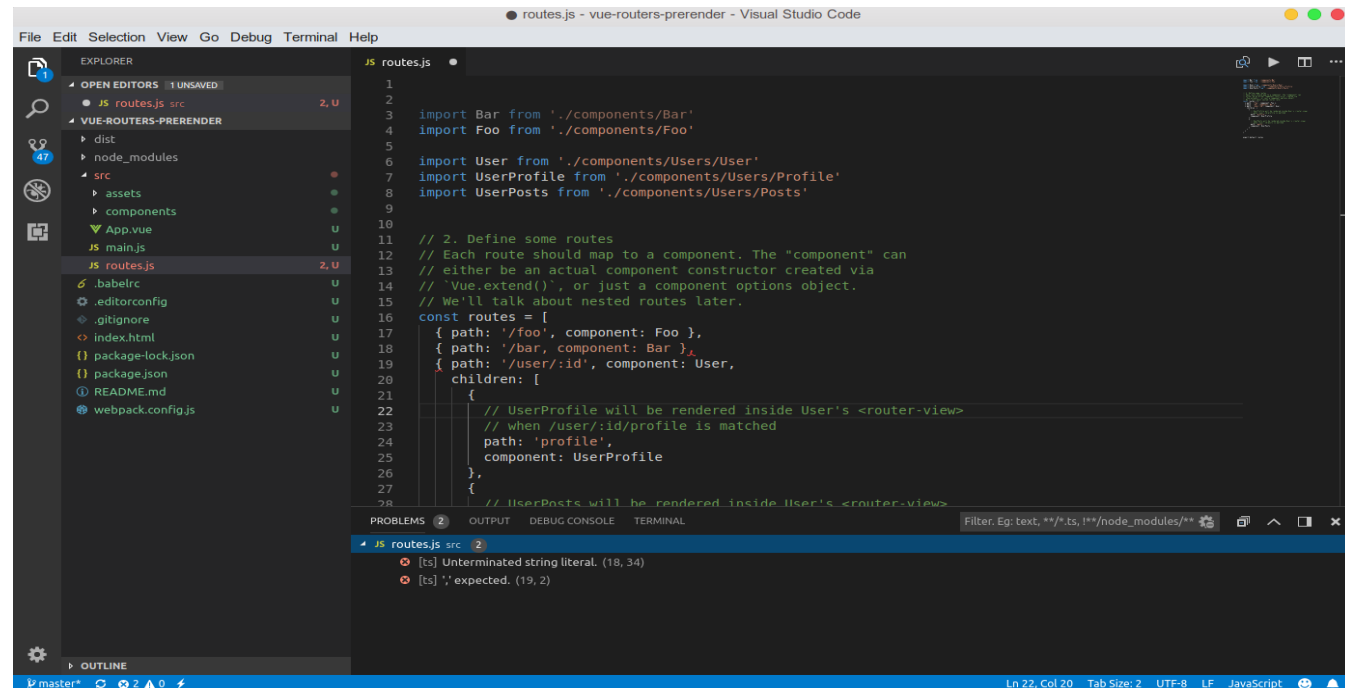 routes.js - vue-routers-prerender - Visual Studio Code
File Edit Selection View Go Debug Terminal Help
EXPLORER
OPEN EDITORS 1 UNSAVED
JS routes.js src 2, U
VUE-ROUTERS-PRERENDER
dist
node_modules
src
assets
components
App.vue U
JS main.js U
JS routes.js 2, U
.babelrc U
.editorconfig U
.gitignore U
<> index.html U
{} package-lock.json U
{} package.json U
README.md U
webpack.config.js U
OUTLINE
1
47
JS routes.js
1
2
3 import Bar from './components/Bar'
4 import Foo from './components/Foo'
5
6 import User from './components/Users/User'
7 import UserProfile from './components/Users/Profile'
8 import UserPosts from './components/Users/Posts'
9
10
11 // 2. Define some routes
12 // Each route should map to a component. The "component" can
13 // either be an actual component constructor created via
14 // `Vue.extend()`, or just a component options object.
15 // We'll talk about nested routes later.
16 const routes = [
17 { path: '/foo', component: Foo },
18 { path: '/bar, component: Bar },
19 { path: '/user/:id', component: User,
20 children: [
21 {
22 // UserProfile will be rendered inside User's <router-view>
23 // when /user/:id/profile is matched
24 path: 'profile',
25 component: UserProfile
26 },
27 {
28 // UserPosts will be rendered inside User's <router-view>
PROBLEMS 2 OUTPUT DEBUG CONSOLE TERMINAL Filter. Eg: text, **/*.ts, !**/node_modules/**
JS routes.js src 2
[ts] Unterminated string literal. (18, 34)
[ts] ',' expected. (19, 2)
master* 2 0 Ln 22, Col 20 Tab Size: 2 UTF-8 LF JavaScript